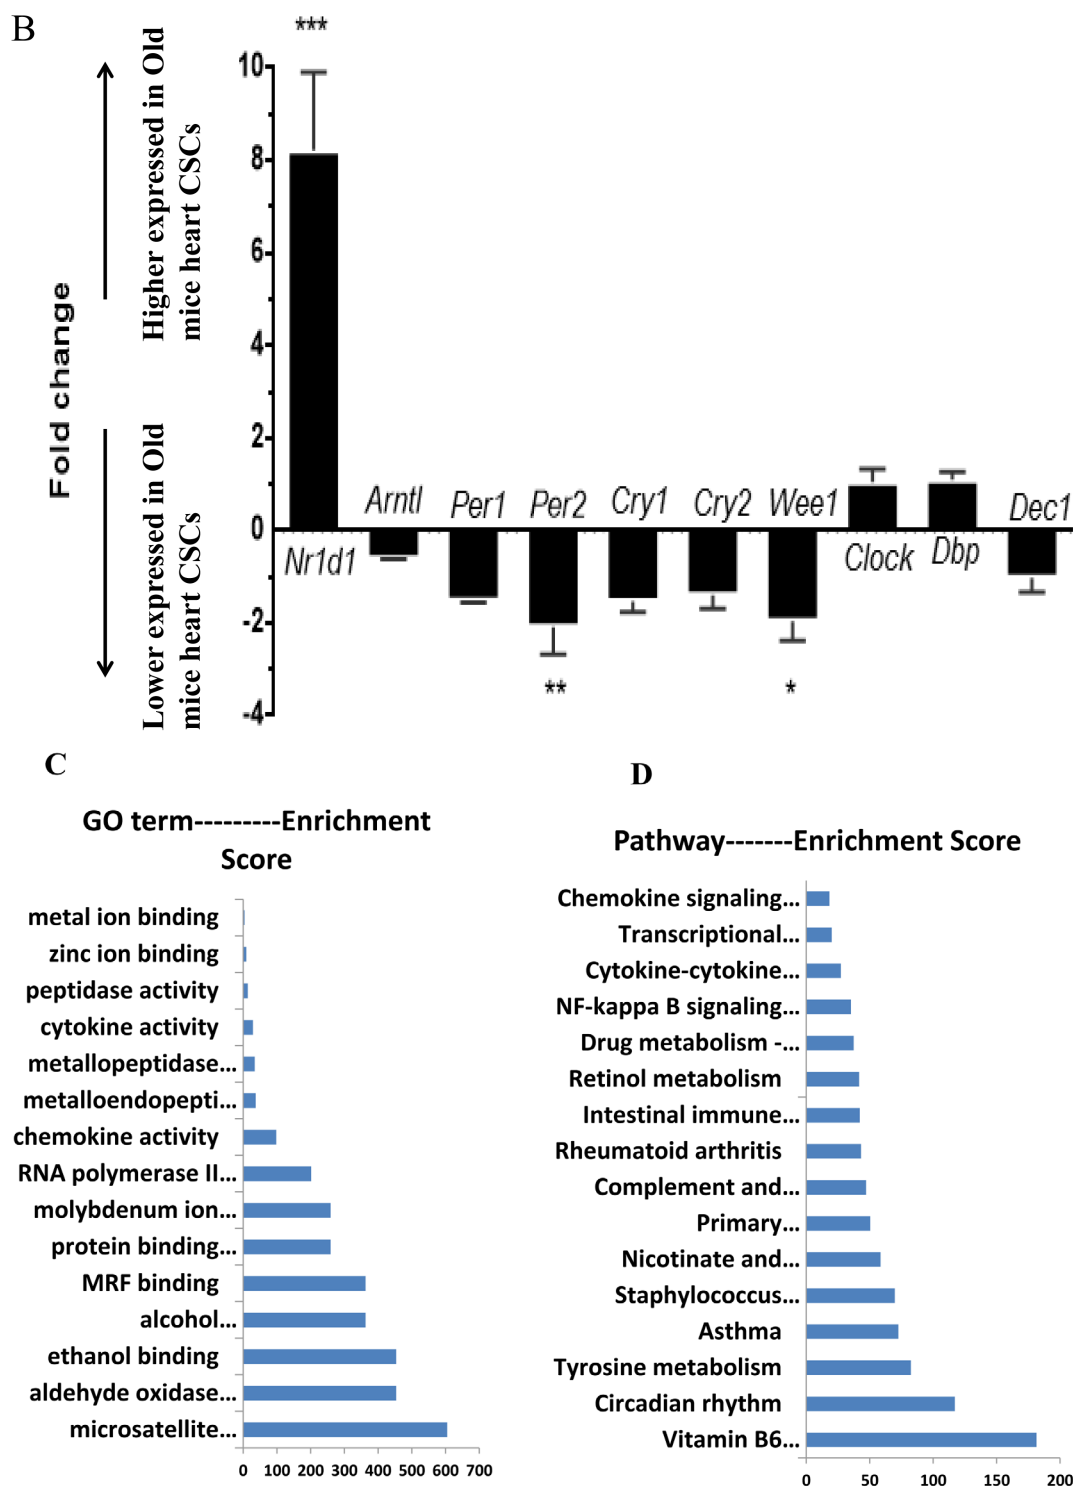 B
***
Higher expressed in Old
mice heart CSCs
Lower expressed in Old
mice heart CSCs
Fold change
10
8
6
4
2
0
-2
-4
Arntl
Per1
Per2
Cry1
Cry2
Wee1
Dec1
Nr1d1
Clock
Dbp
**
*
C
GO term---------Enrichment
Score
metal ion binding
zinc ion binding
peptidase activity
cytokine activity
metallopeptidase...
metalloendopepti...
chemokine activity
RNA polymerase II...
molybdenum ion...
protein binding...
MRF binding
alcohol...
ethanol binding
aldehyde oxidase...
microsatellite...
0 100 200 300 400 500 600 700
D
Pathway-------Enrichment Score
Chemokine signaling...
Transcriptional...
Cytokine-cytokine...
NF-kappa B signaling...
Drug metabolism -...
Retinol metabolism
Intestinal immune...
Rheumatoid arthritis
Complement and...
Primary...
Nicotinate and...
Staphylococcus...
Asthma
Tyrosine metabolism
Circadian rhythm
Vitamin B6...
0 50 100 150 200